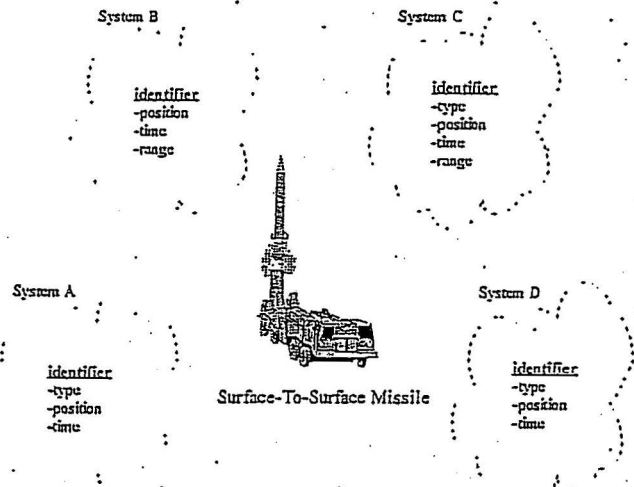 System B
identifier
-position
-time
-range
System C
identifier
-type
-position
-time
-range
System A
identifier
-type
-position
-time
Surface-To-Surface Missile
System D
identifier
-type
-position
-time